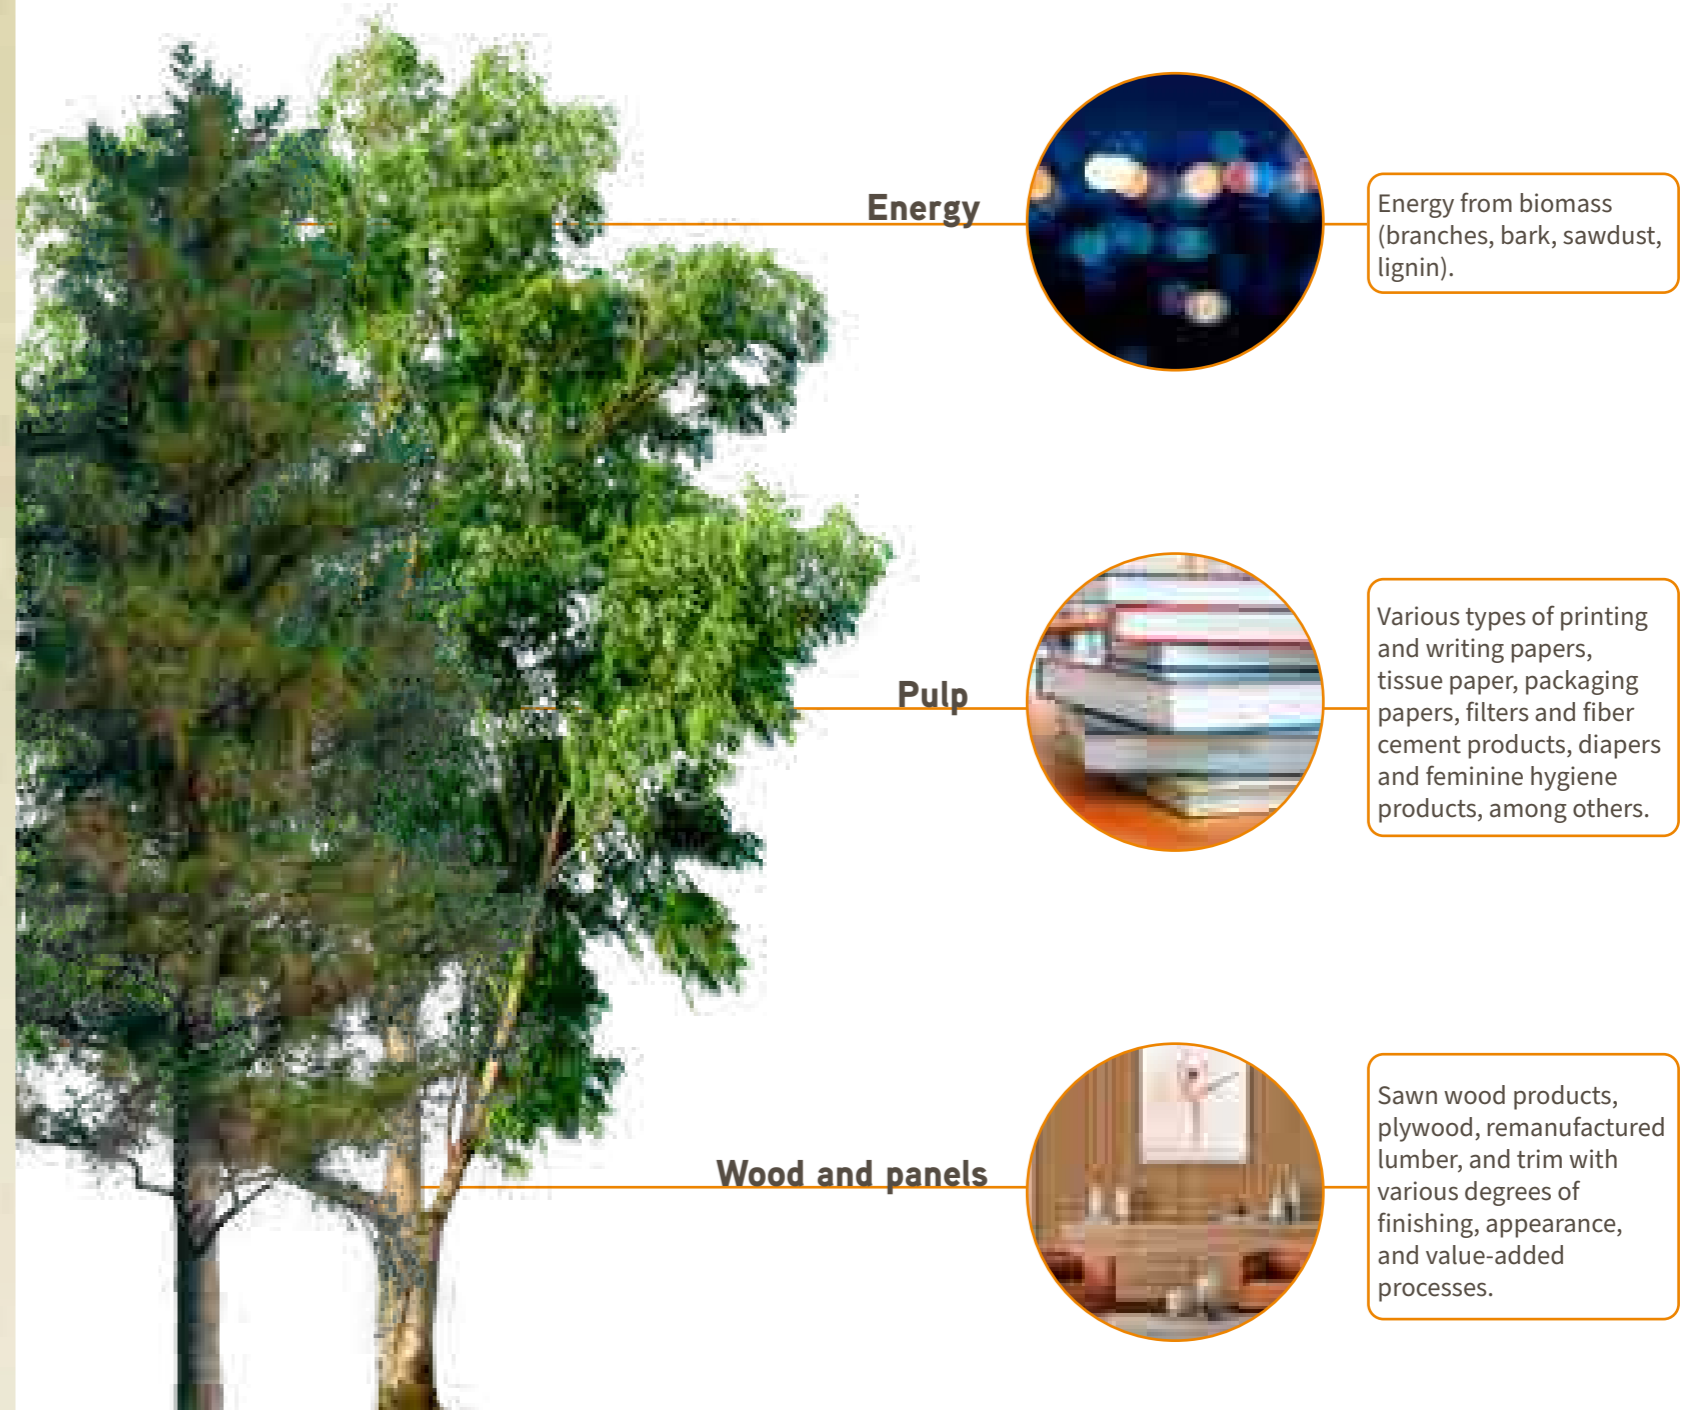 Energy
Energy from biomass
(branches, bark, sawdust,
lignin).
Pulp
Various types of printing
and writing papers,
tissue paper, packaging
papers, filters and fiber
cement products, diapers
and feminine hygiene
products, among others.
Wood and panels
Sawn wood products,
plywood, remanufactured
lumber, and trim with
various degrees of
finishing, appearance,
and value-added
processes.